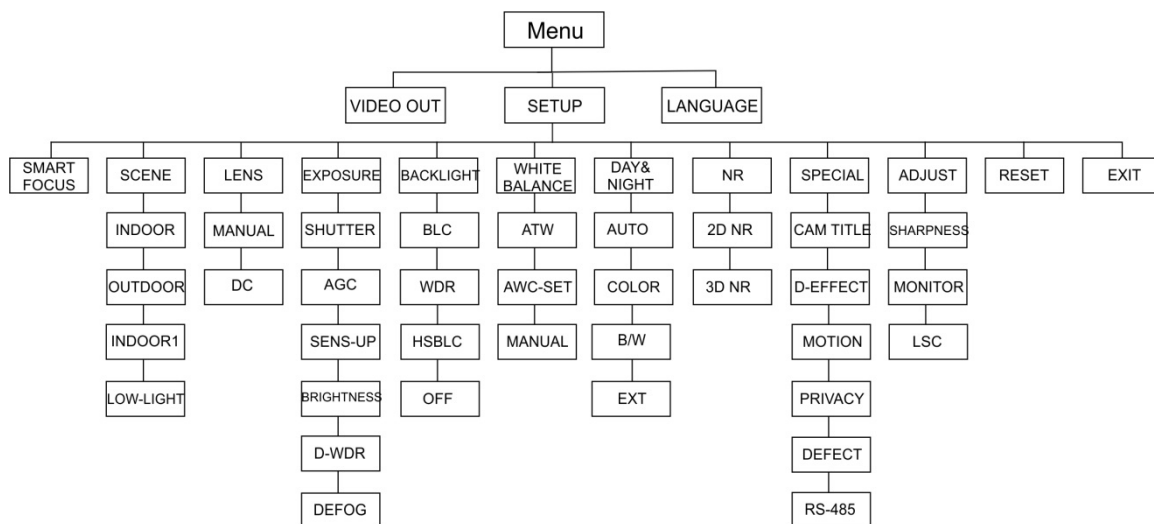 Menu
VIDEO OUT
SETUP
LANGUAGE
SMART
FOCUS
SCENE
LENS
EXPOSURE
BACKLIGHT
WHITE
BALANCE
DAY&
NIGHT
NR
SPECIAL
ADJUST
RESET
EXIT
INDOOR
MANUAL
SHUTTER
BLC
ATW
AUTO
2D NR
CAM TITLE
SHARPNESS
OUTDOOR
DC
AGC
WDR
AWC-SET
COLOR
3D NR
D-EFFECT
MONITOR
INDOOR1
SENS-UP
HSBLC
MANUAL
B/W
MOTION
LSC
LOW-LIGHT
BRIGHTNESS
OFF
EXT
PRIVACY
D-WDR
DEFECT
DEFOG
RS-485